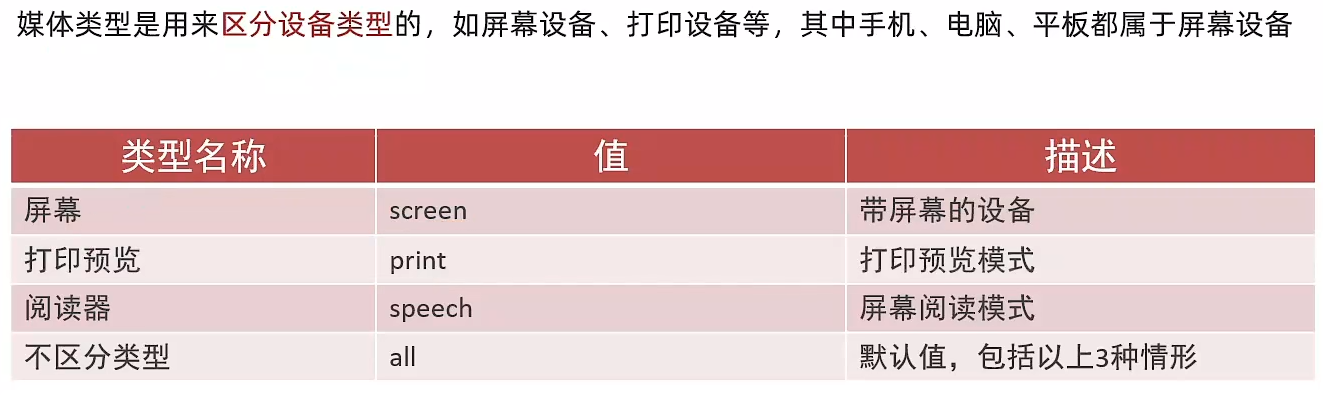 媒体类型是用来区分设备类型的，如屏幕设备、打印设备等，其中手机、电脑、平板都属于屏幕设备
类型名称 值 描述
屏幕 screen 带屏幕的设备
打印预览 print 打印预览模式
阅读器 speech 屏幕阅读模式
不区分类型 all 默认值，包括以上3种情形